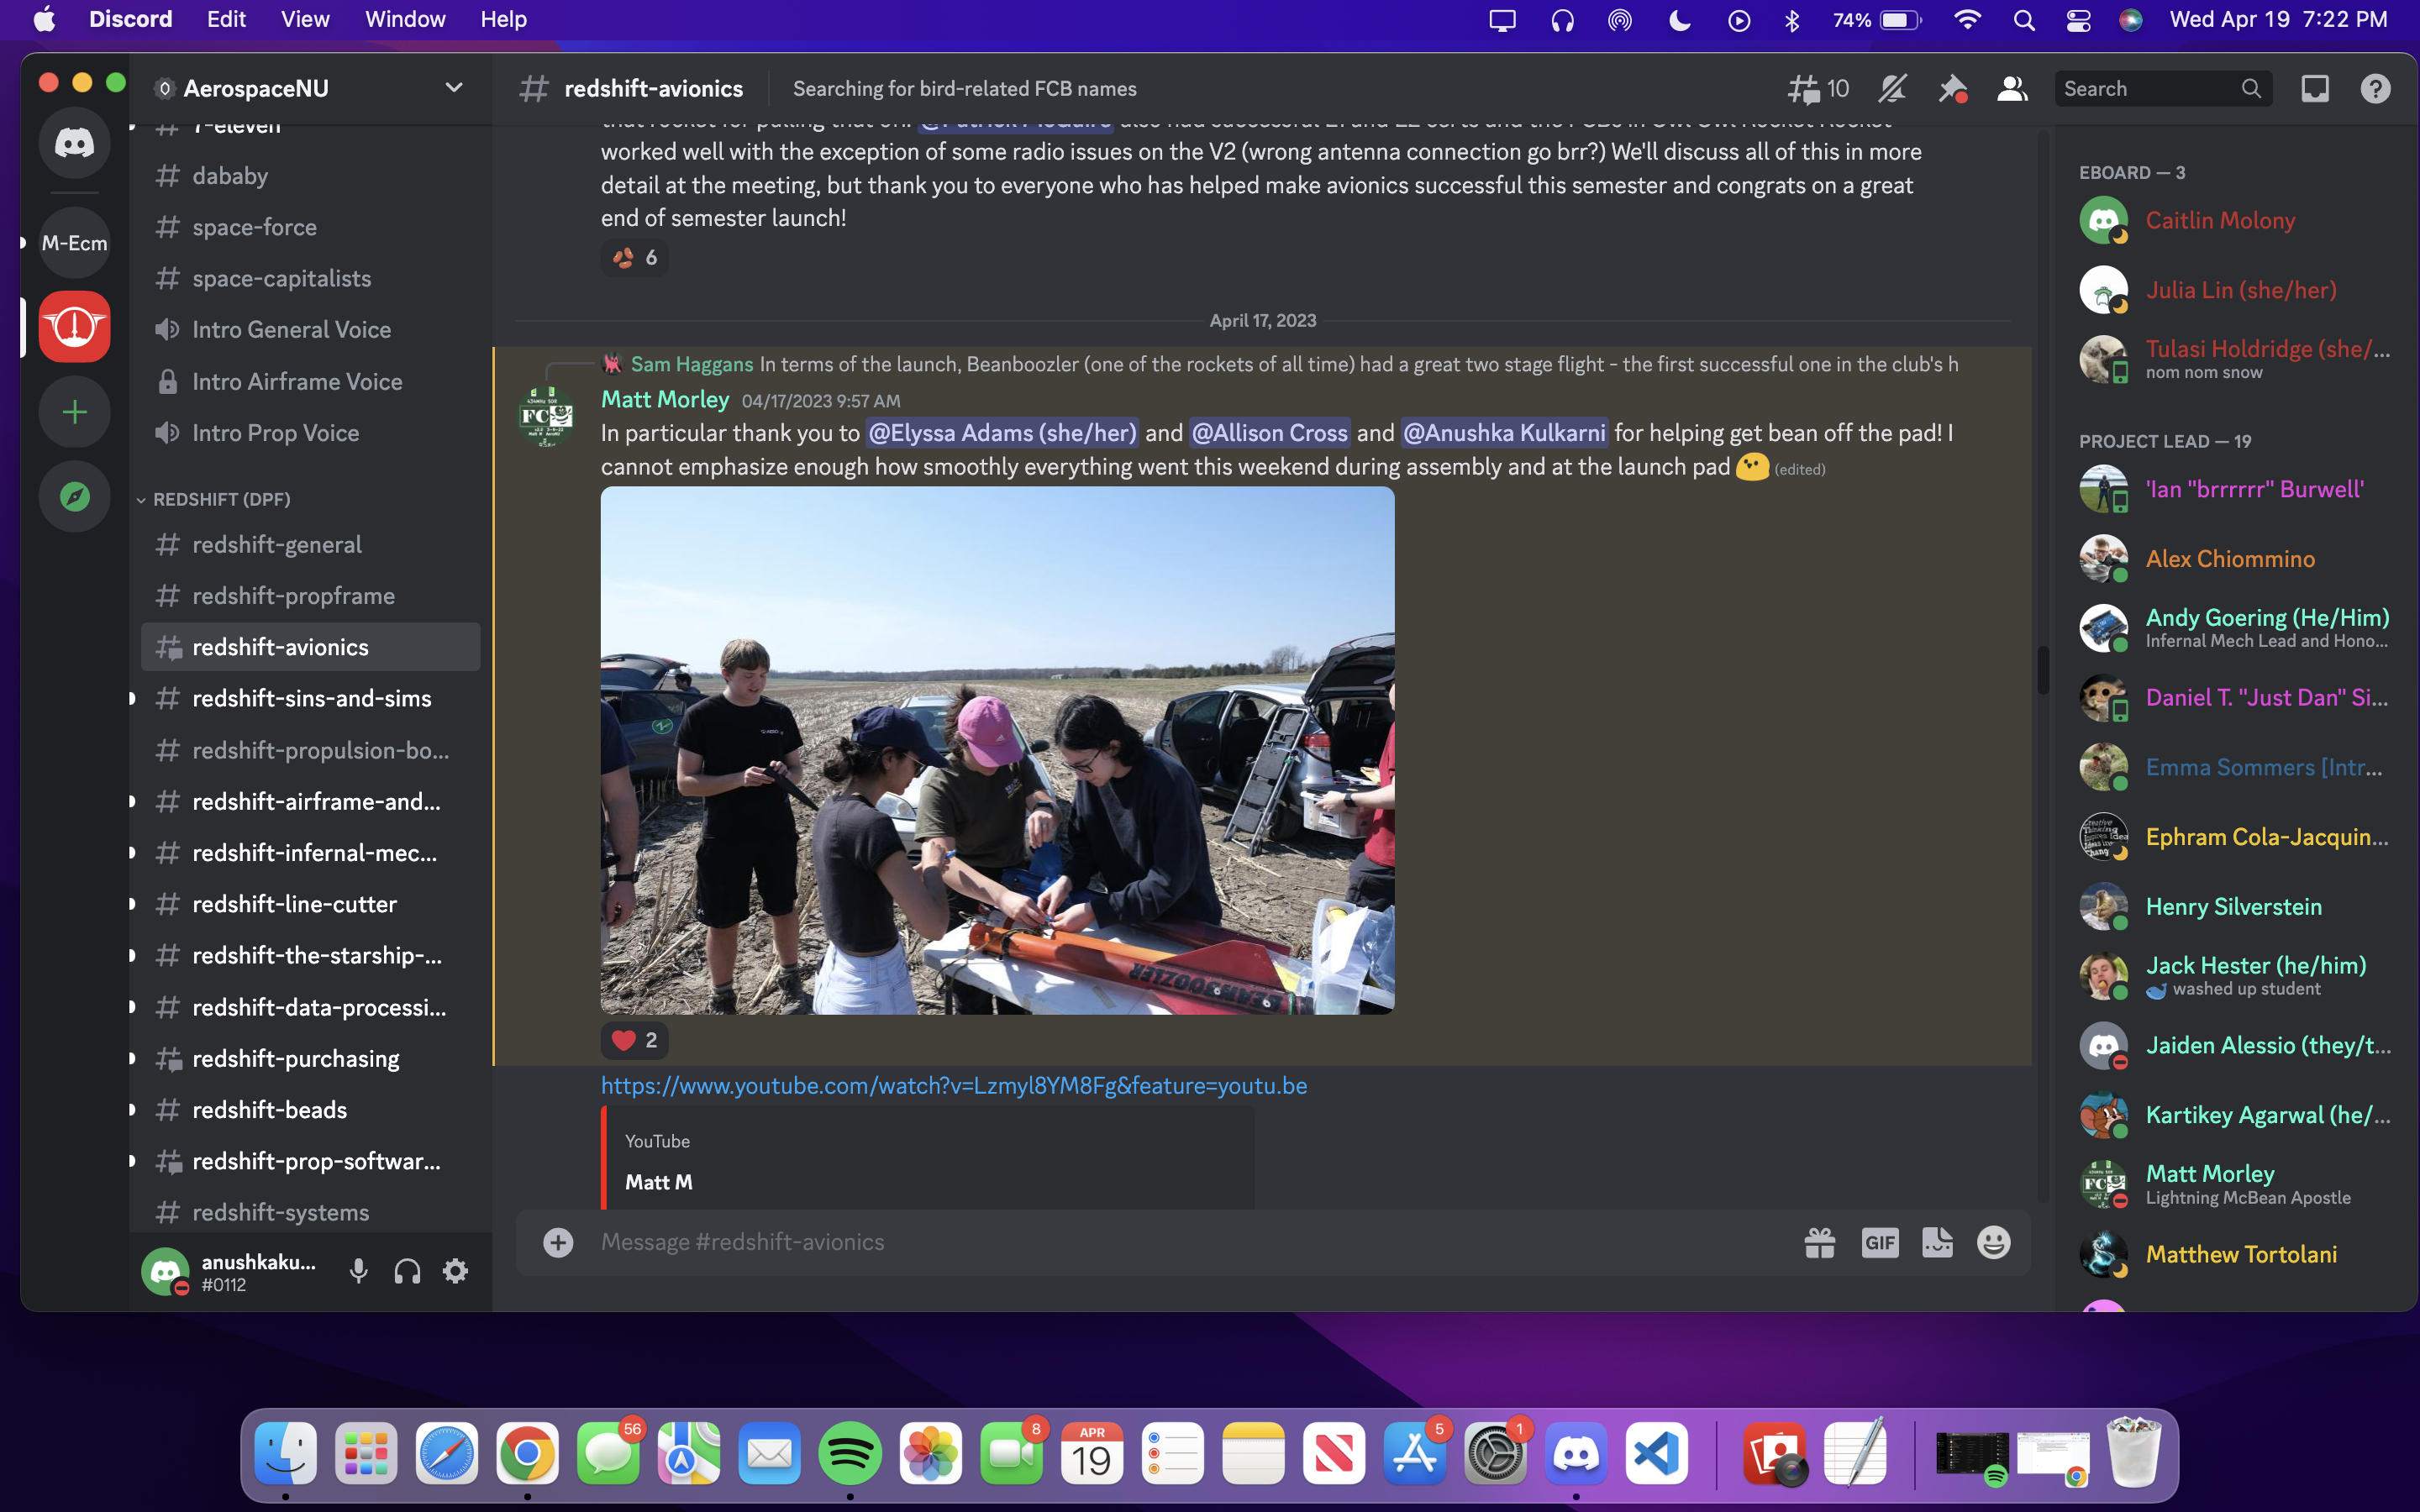 Discord Edit View Window Help 74% Wed Apr 19 7:22 PM
AerospaceNU
7-eleven
dababy
space-force
space-capitalists
Intro General Voice
Intro Airframe Voice
Intro Prop Voice
REDSHIFT (DPF)
redshift-general
redshift-propframe
redshift-avionics
redshift-sins-and-sims
redshift-propulsion-bo...
redshift-airframe-and...
redshift-infernal-mec...
redshift-line-cutter
redshift-the-starship-...
redshift-data-processi...
redshift-purchasing
redshift-beads
redshift-prop-softwar...
redshift-systems
anushkaku...
#0112
M-Ecm
redshift-avionics Searching for bird-related FCB names 10 Search
worked well with the exception of some radio issues on the V2 (wrong antenna connection go brr?) We'll discuss all of this in more
detail at the meeting, but thank you to everyone who has helped make avionics successful this semester and congrats on a great
end of semester launch!
6
April 17, 2023
Sam Haggans In terms of the launch, Beanboozler (one of the rockets of all time) had a great two stage flight - the first successful one in the club's h
Matt Morley 04/17/2023 9:57 AM
In particular thank you to @Elyssa Adams (she/her) and @Allison Cross and @Anushka Kulkarni for helping get bean off the pad! I
cannot emphasize enough how smoothly everything went this weekend during assembly and at the launch pad (edited)
BEANBOOZLER
2
https://www.youtube.com/watch?v=Lzmyl8YM8Fg&feature=youtu.be
YouTube
Matt M
Message #redshift-avionics
GIF
EBOARD — 3
Caitlin Molony
Julia Lin (she/her)
Tulasi Holdridge (she/...
nom nom snow
PROJECT LEAD — 19
'Ian "brrrrrr" Burwell'
Alex Chiommino
Andy Goering (He/Him)
Infernal Mech Lead and Hono...
Daniel T. "Just Dan" Si...
Emma Sommers [Intr...
Ephram Cola-Jacquin...
Henry Silverstein
Jack Hester (he/him)
washed up student
Jaiden Alessio (they/t...
Kartikey Agarwal (he/...
Matt Morley
Lightning McBean Apostle
Matthew Tortolani
56
8
APR
19
5
1